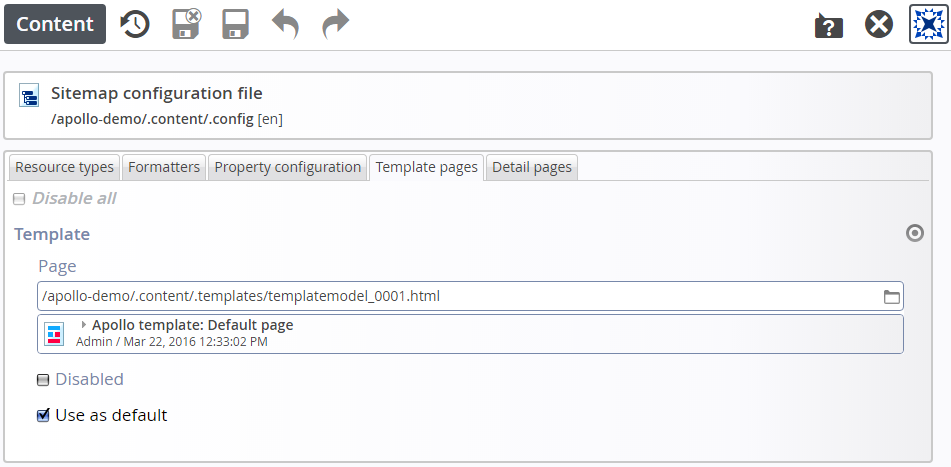 Content
Sitemap configuration file
/apollo-demo/.content/.config [en]
Resource types Formatters Property configuration Template pages Detail pages
Disable all
Template
Page
/apollo-demo/.content/.templates/templatemodel_0001.html
Apollo template: Default page
Admin / Mar 22, 2016 12:33:02 PM
Disabled
Use as default